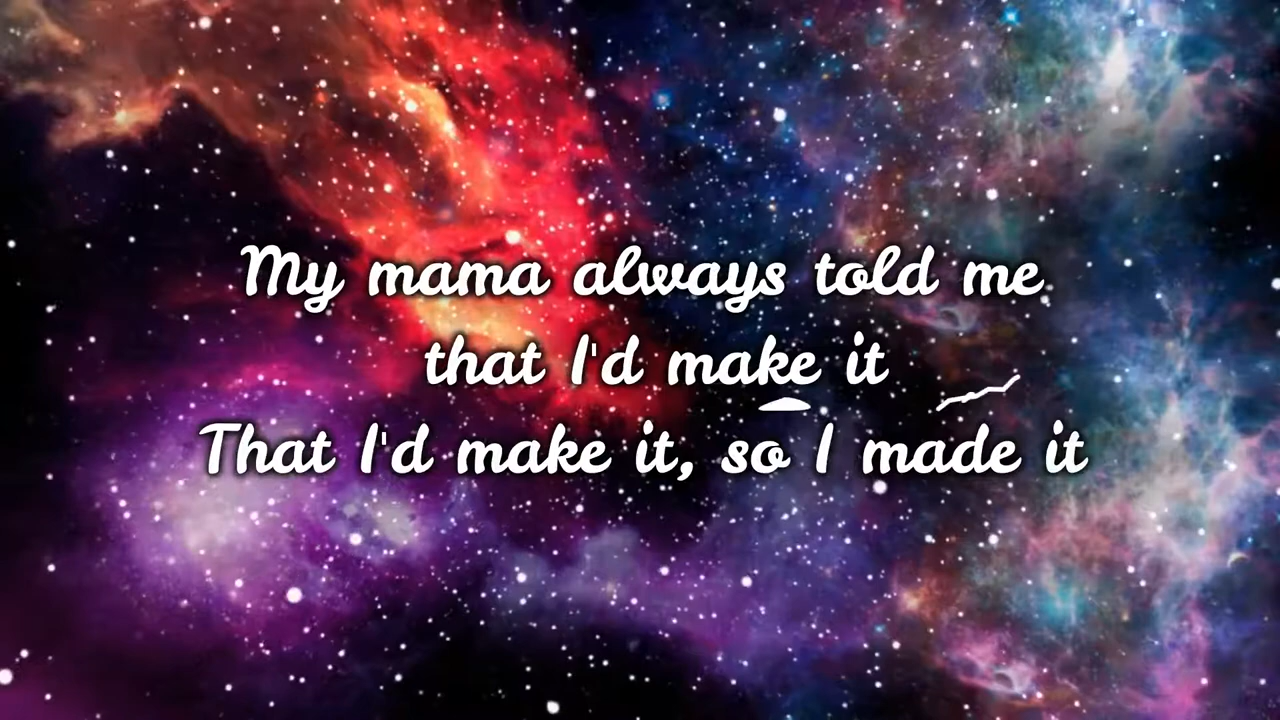 My mama always told me
that I'd make it
That I'd make it, so I made it